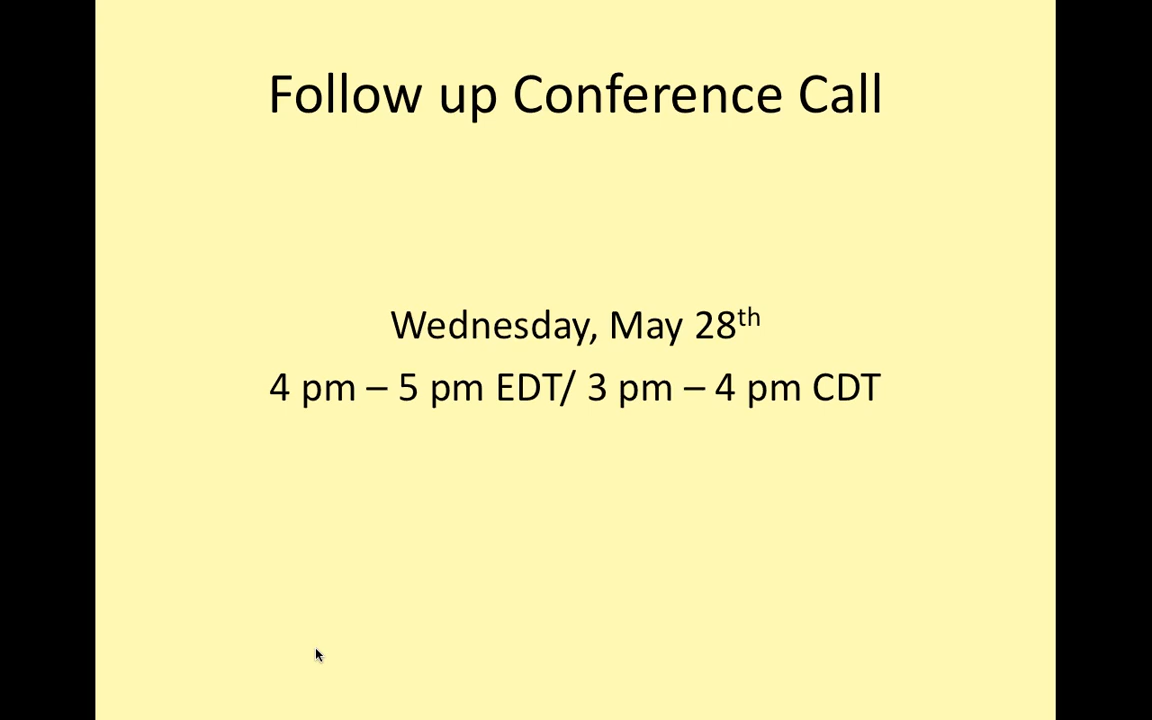 Follow up Conference Call
Wednesday, May 28th
4 pm – 5 pm EDT/ 3 pm – 4 pm CDT